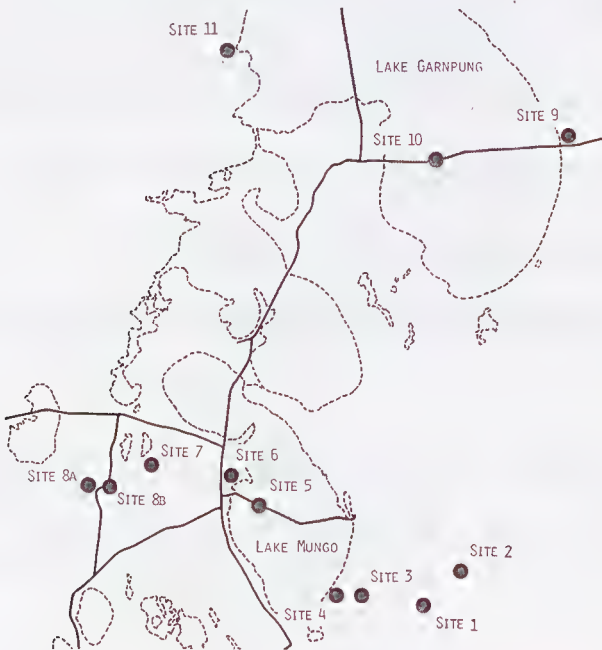 SITE 11
LAKE GARNPUNG
SITE 9
SITE 10
SITE 7
SITE 6
SITE 8A
SITE 8B
SITE 5
LAKE MUNGO
SITE 2
SITE 3
SITE 4
SITE 1